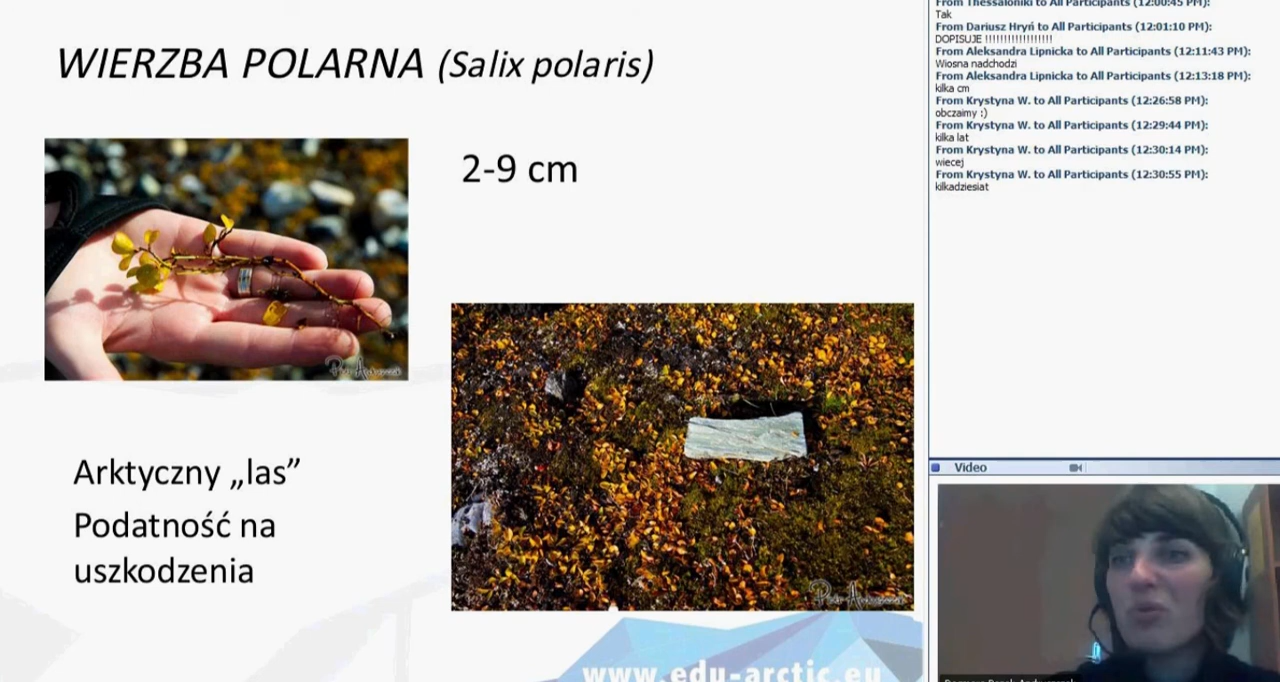 WIERZBA POLARNA (Salix polaris)
2-9 cm
Arktyczny „las”
Podatność na
uszkodzenia
www.edu-arctic.eu
From Thessaloniki to All Participants (12:00:45 PM):
Tak
From Dariusz Hryń to All Participants (12:01:10 PM):
DOPISUJE !!!!!!!!!!!!!!!!!!
From Aleksandra Lipnicka to All Participants (12:11:43 PM):
Wiosna nadchodzi
From Aleksandra Lipnicka to All Participants (12:13:18 PM):
kilka cm
From Krystyna W. to All Participants (12:26:58 PM):
obczaimy :)
From Krystyna W. to All Participants (12:29:44 PM):
kilka lat
From Krystyna W. to All Participants (12:30:14 PM):
wiecej
From Krystyna W. to All Participants (12:30:55 PM):
kilkadziesiat
Video